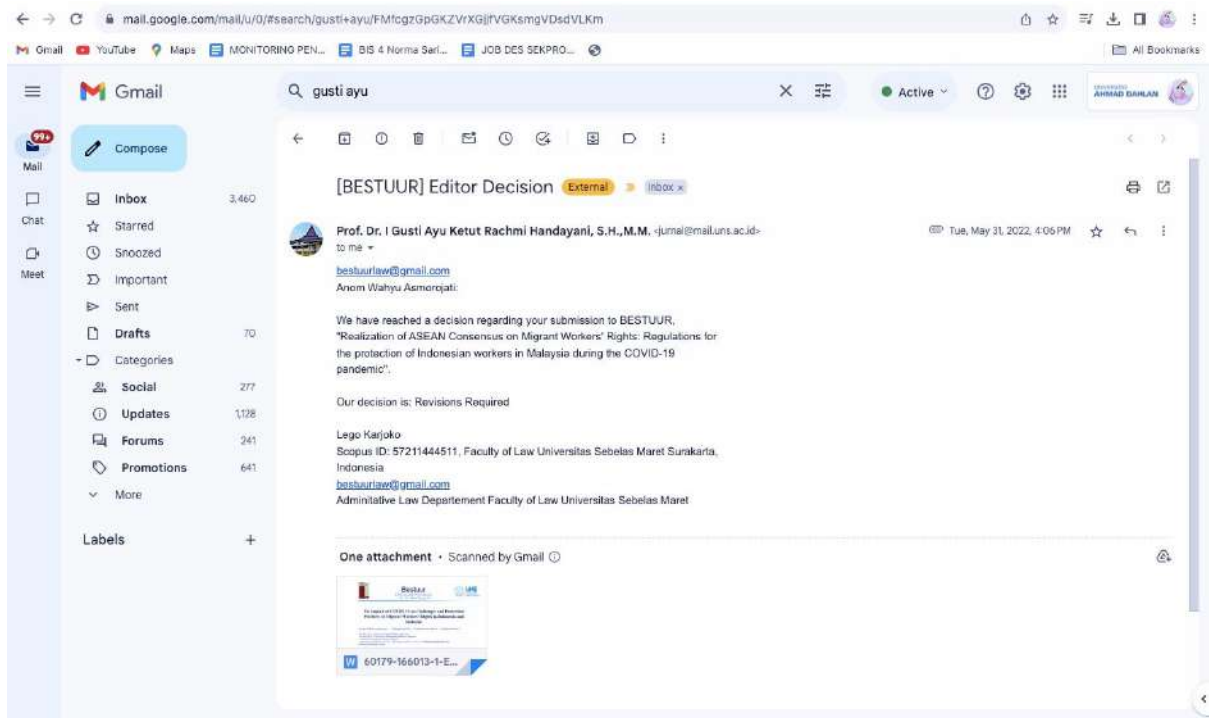 mail.google.com/mail/u/0/#search/gusti+ayu/FMfcgzGpGKZVrXGjjfVGKsmgVDsdVLKm
Gmail YouTube Maps MONITORING PEN... BIS 4 Norma Sari... JOB DES SEKPRO... All Bookmarks
Gmail
gusti ayu
Active
AHMAD DAHLAN
99+
Mail
Chat
Meet
Compose
Inbox 3,460
Starred
Snoozed
Important
Sent
Drafts 70
Categories
Social 277
Updates 1,128
Forums 241
Promotions 641
More
Labels +
[BESTUUR] Editor Decision External Inbox x
Prof. Dr. I Gusti Ayu Ketut Rachmi Handayani, S.H.,M.M. <jurnal@mail.uns.ac.id>
Tue, May 31, 2022, 4:06 PM
to me
bestuurlaw@gmail.com
Anom Wahyu Asmorojati:
We have reached a decision regarding your submission to BESTUUR,
"Realization of ASEAN Consensus on Migrant Workers' Rights: Regulations for
the protection of Indonesian workers in Malaysia during the COVID-19
pandemic".
Our decision is: Revisions Required
Lego Karjoko
Scopus ID: 57211444511, Faculty of Law Universitas Sebelas Maret Surakarta,
Indonesia
bestuurlaw@gmail.com
Adminitative Law Departement Faculty of Law Universitas Sebelas Maret
One attachment • Scanned by Gmail
Bestuur
W 60179-166013-1-E...